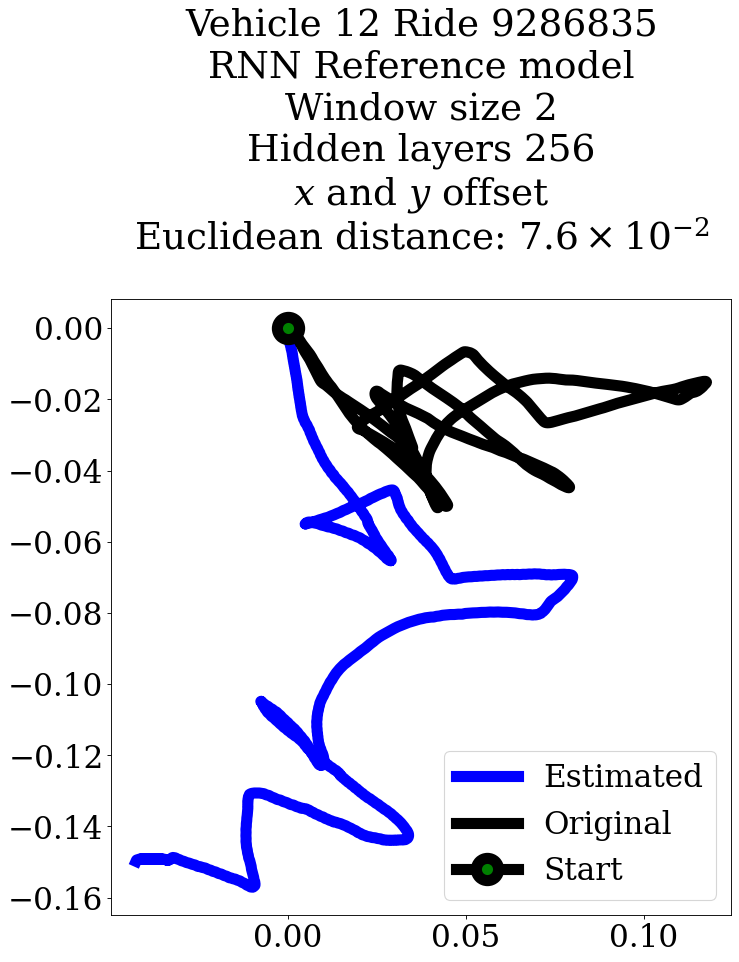 Vehicle 12 Ride 9286835
RNN Reference model
Window size 2
Hidden layers 256
x and y offset
Euclidean distance: 7.6 × 10⁻²
0.00
−0.02
−0.04
−0.06
−0.08
−0.10
−0.12
−0.14
−0.16
0.00 0.05 0.10
Estimated
Original
Start